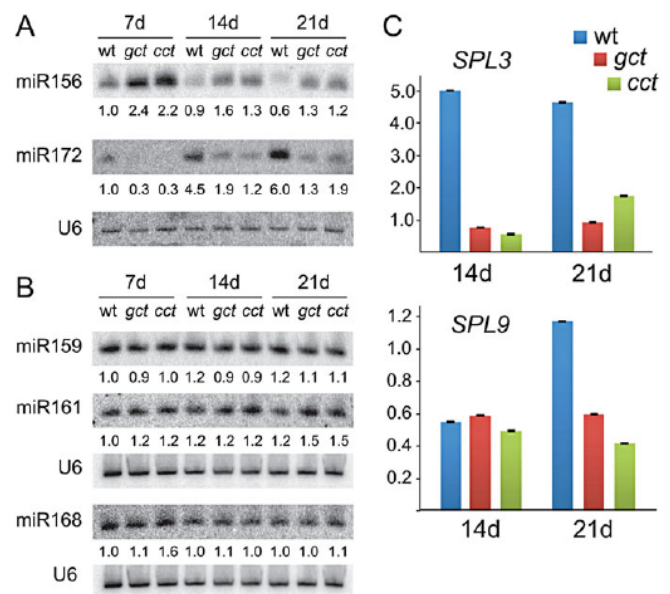 A
7d 14d 21d
wt gct cct wt gct cct wt gct cct
miR156
1.0 2.4 2.2 0.9 1.6 1.3 0.6 1.3 1.2
miR172
1.0 0.3 0.3 4.5 1.9 1.2 6.0 1.3 1.9
U6
B
7d 14d 21d
wt gct cct wt gct cct wt gct cct
miR159
1.0 0.9 1.0 1.2 0.9 0.9 1.2 1.1 1.1
miR161
1.0 1.2 1.2 1.2 1.2 1.2 1.2 1.5 1.5
U6
miR168
1.0 1.1 1.6 1.0 1.1 1.0 1.0 1.0 1.1
U6
C
wt
gct
cct
SPL3
5.0
4.0
3.0
2.0
1.0
14d 21d
SPL9
1.2
1.0
0.8
0.6
0.4
0.2
14d 21d